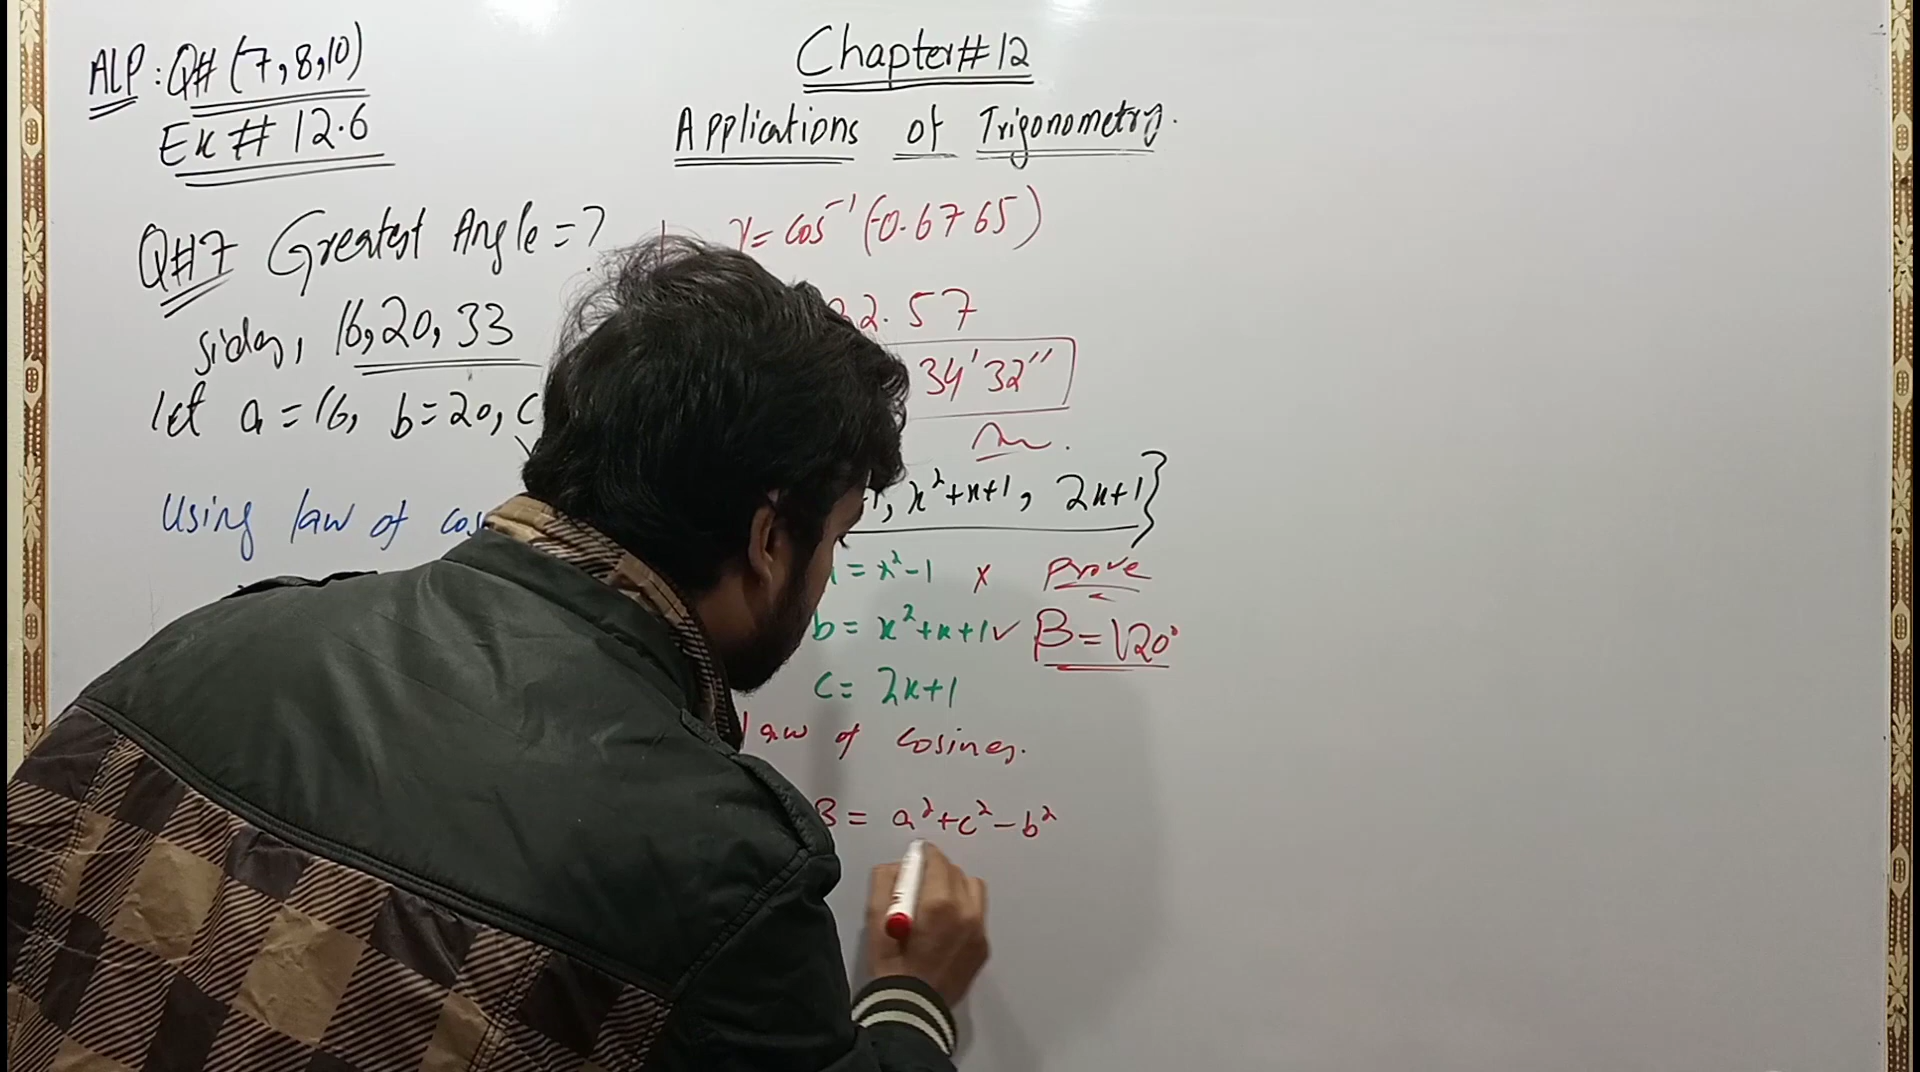 ALP : Q# (7,8,10)
Ex # 12.6
Chapter# 12
Applications of Trigonometry.
Q#7 Greatest Angle = ?
sides, 16,20, 33
let a = 16, b = 20, c
Using law of cos
γ = cos⁻¹ (-0.6765)
2.57
34' 32"
1, x²+x+1, 2x+1}
= x²-1 x Prove
b = x²+x+1 ✓ β = 120°
c = 2x+1
law of Cosines.
β = a²+c²-b²